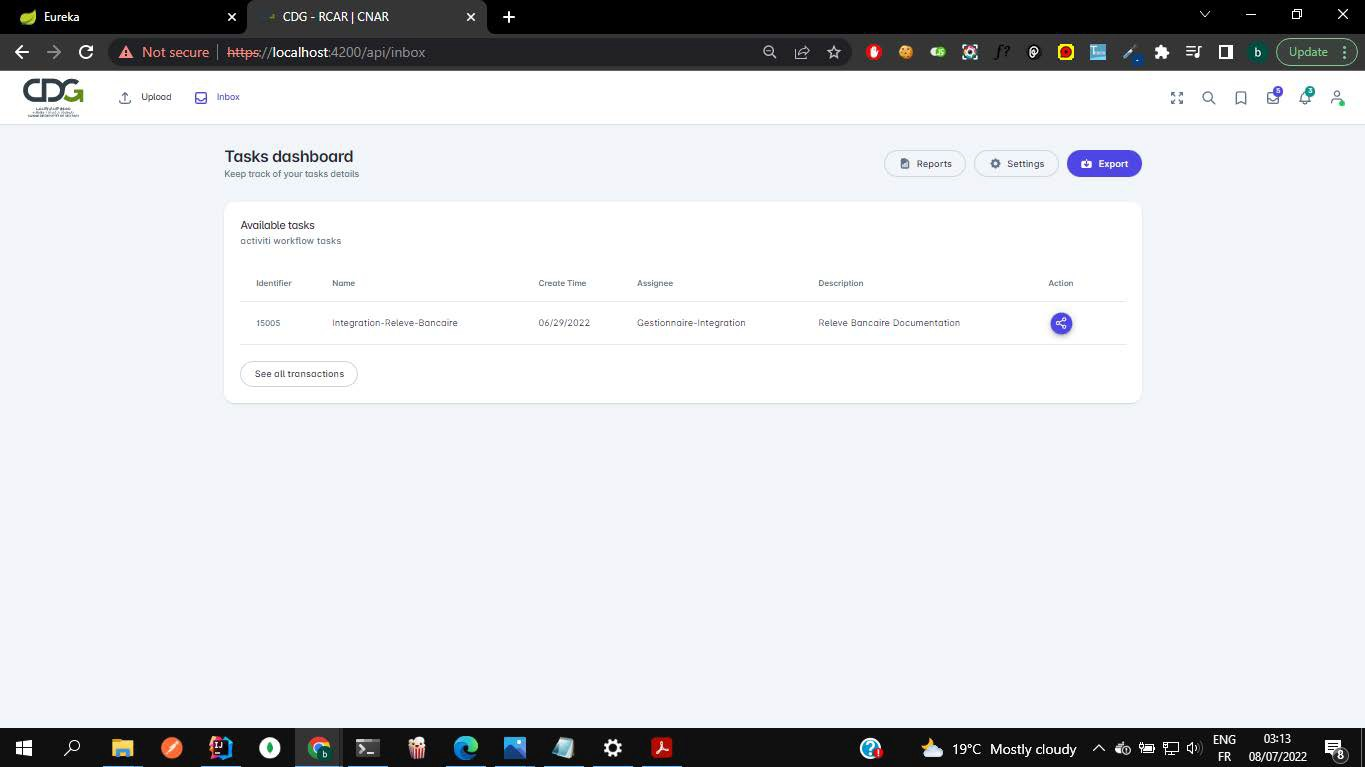 Eureka
CDG - RCAR | CNAR
Not secure https://localhost:4200/api/inbox
b
Update
CDG
Upload
Inbox
5
3
Tasks dashboard
Keep track of your tasks details
Reports
Settings
Export
Available tasks
activiti workflow tasks
Identifier Name Create Time Assignee Description Action
15005 Integration-Releve-Bancaire 06/29/2022 Gestionnaire-Integration Releve Bancaire Documentation
See all transactions
19°C Mostly cloudy
ENG
FR
03:13
08/07/2022
8